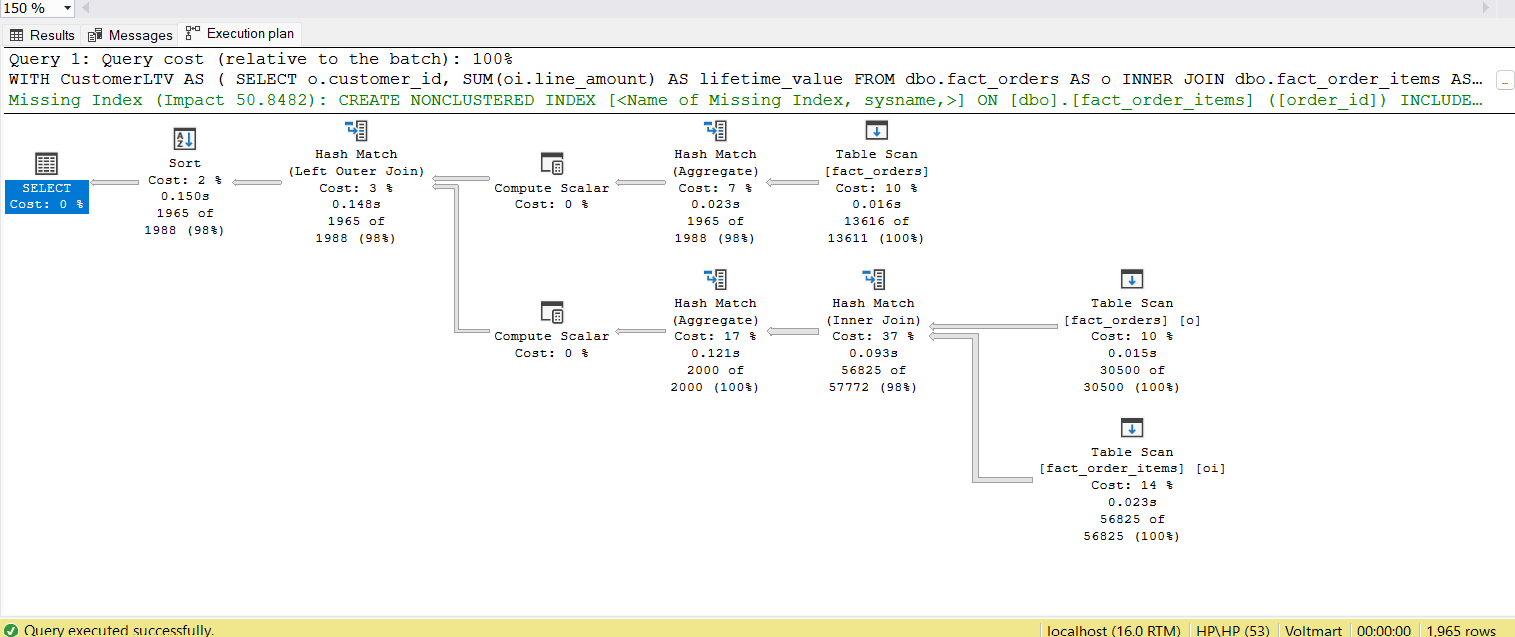 150 %
Results Messages Execution plan
Query 1: Query cost (relative to the batch): 100%
WITH CustomerLTV AS ( SELECT o.customer_id, SUM(oi.line_amount) AS lifetime_value FROM dbo.fact_orders AS o INNER JOIN dbo.fact_order_items AS…
Missing Index (Impact 50.8482): CREATE NONCLUSTERED INDEX [<Name of Missing Index, sysname,>] ON [dbo].[fact_order_items] ([order_id]) INCLUDE…
SELECT
Cost: 0 %
Sort
Cost: 2 %
0.150s
1965 of
1988 (98%)
Hash Match
(Left Outer Join)
Cost: 3 %
0.148s
1965 of
1988 (98%)
Compute Scalar
Cost: 0 %
Hash Match
(Aggregate)
Cost: 7 %
0.023s
1965 of
1988 (98%)
Table Scan
[fact_orders]
Cost: 10 %
0.016s
13616 of
13611 (100%)
Compute Scalar
Cost: 0 %
Hash Match
(Aggregate)
Cost: 17 %
0.121s
2000 of
2000 (100%)
Hash Match
(Inner Join)
Cost: 37 %
0.093s
56825 of
57772 (98%)
Table Scan
[fact_orders] [o]
Cost: 10 %
0.015s
30500 of
30500 (100%)
Table Scan
[fact_order_items] [oi]
Cost: 14 %
0.023s
56825 of
56825 (100%)
Query executed successfully.
localhost (16.0 RTM) HP\HP (53) Voltmart 00:00:00 1,965 rows